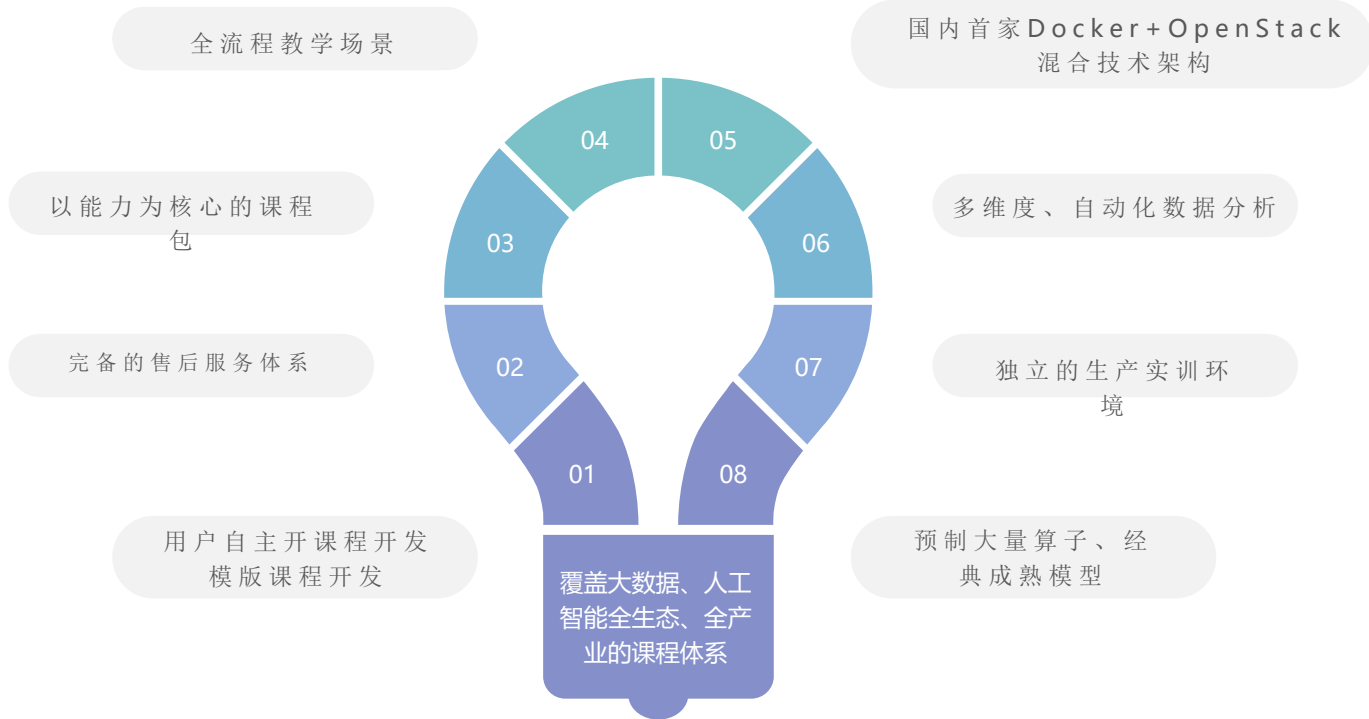 全流程教学场景
国内首家Docker+OpenStack
混合技术架构
04
05
以能力为核心的课程
包
03
06
多维度、自动化数据分析
完备的售后服务体系
02
07
独立的生产实训环
境
01
08
用户自主开课程开发
模版课程开发
预制大量算子、经
典成熟模型
覆盖大数据、人工
智能全生态、全产
业的课程体系